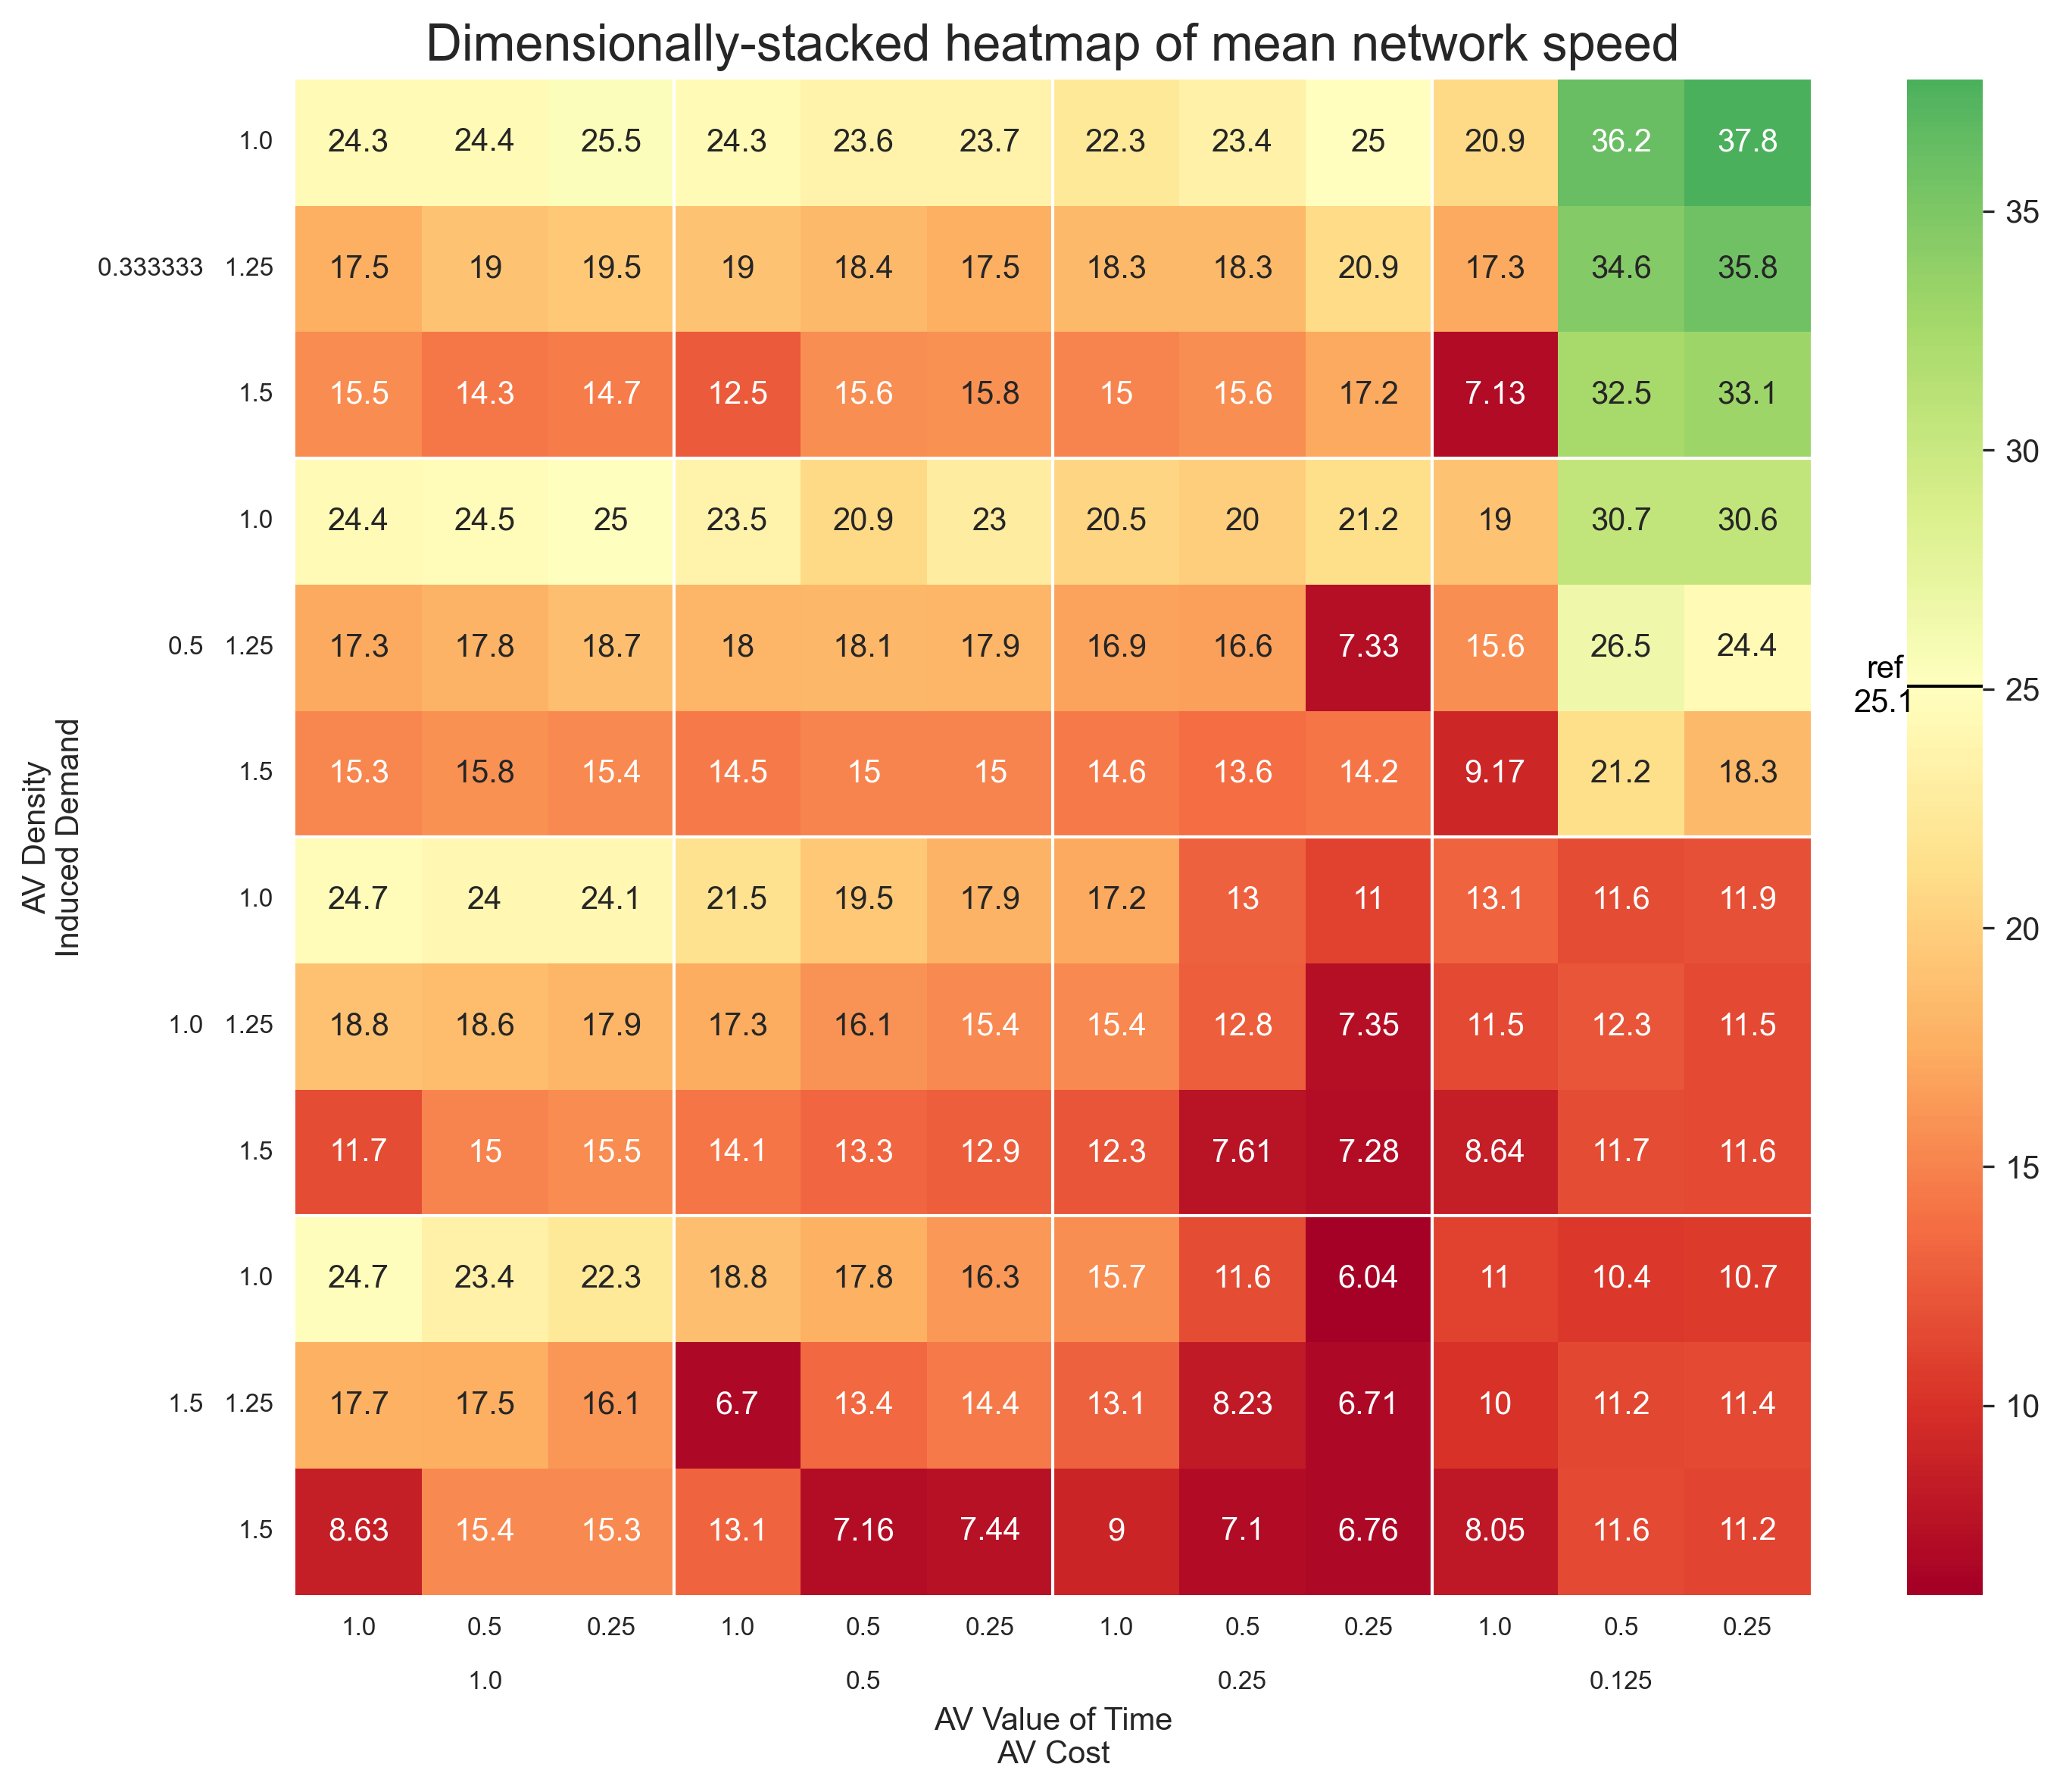 Dimensionally-stacked heatmap of mean network speed
1.0 24.3 24.4 25.5 24.3 23.6 23.7 22.3 23.4 25 20.9 36.2 37.8
0.333333 1.25 17.5 19 19.5 19 18.4 17.5 18.3 18.3 20.9 17.3 34.6 35.8
1.5 15.5 14.3 14.7 12.5 15.6 15.8 15 15.6 17.2 7.13 32.5 33.1
1.0 24.4 24.5 25 23.5 20.9 23 20.5 20 21.2 19 30.7 30.6
0.5 1.25 17.3 17.8 18.7 18 18.1 17.9 16.9 16.6 7.33 15.6 26.5 24.4
1.5 15.3 15.8 15.4 14.5 15 15 14.6 13.6 14.2 9.17 21.2 18.3
1.0 24.7 24 24.1 21.5 19.5 17.9 17.2 13 11 13.1 11.6 11.9
1.0 1.25 18.8 18.6 17.9 17.3 16.1 15.4 15.4 12.8 7.35 11.5 12.3 11.5
1.5 11.7 15 15.5 14.1 13.3 12.9 12.3 7.61 7.28 8.64 11.7 11.6
1.0 24.7 23.4 22.3 18.8 17.8 16.3 15.7 11.6 6.04 11 10.4 10.7
1.5 1.25 17.7 17.5 16.1 6.7 13.4 14.4 13.1 8.23 6.71 10 11.2 11.4
1.5 8.63 15.4 15.3 13.1 7.16 7.44 9 7.1 6.76 8.05 11.6 11.2
1.0 0.5 0.25 1.0 0.5 0.25 1.0 0.5 0.25 1.0 0.5 0.25
1.0 0.5 0.25 0.125
AV Value of Time
AV Cost
AV Density
Induced Demand
ref
25.1
35
30
25
20
15
10